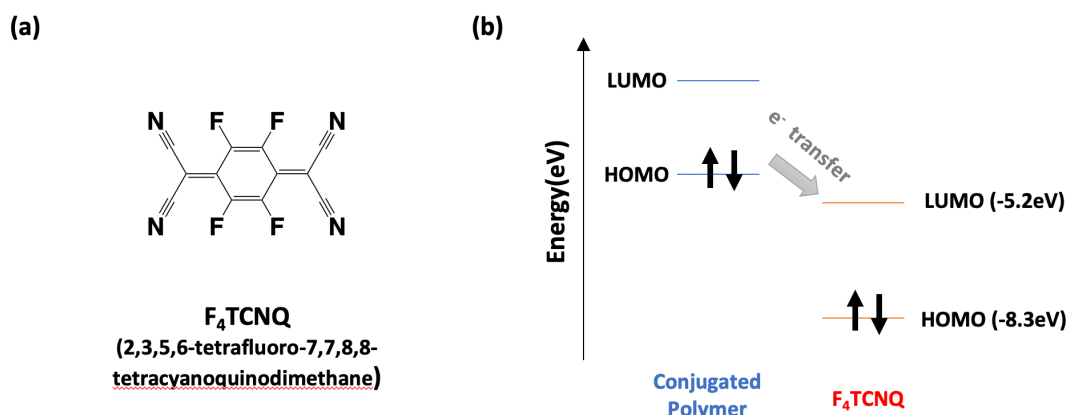 (a)
N F F N
N F F N
F₄TCNQ
(2,3,5,6-tetrafluoro-7,7,8,8-
tetracyanoquinodimethane)
(b)
Energy(eV)
LUMO
HOMO
e⁻ transfer
LUMO (-5.2eV)
HOMO (-8.3eV)
Conjugated
Polymer
F₄TCNQ